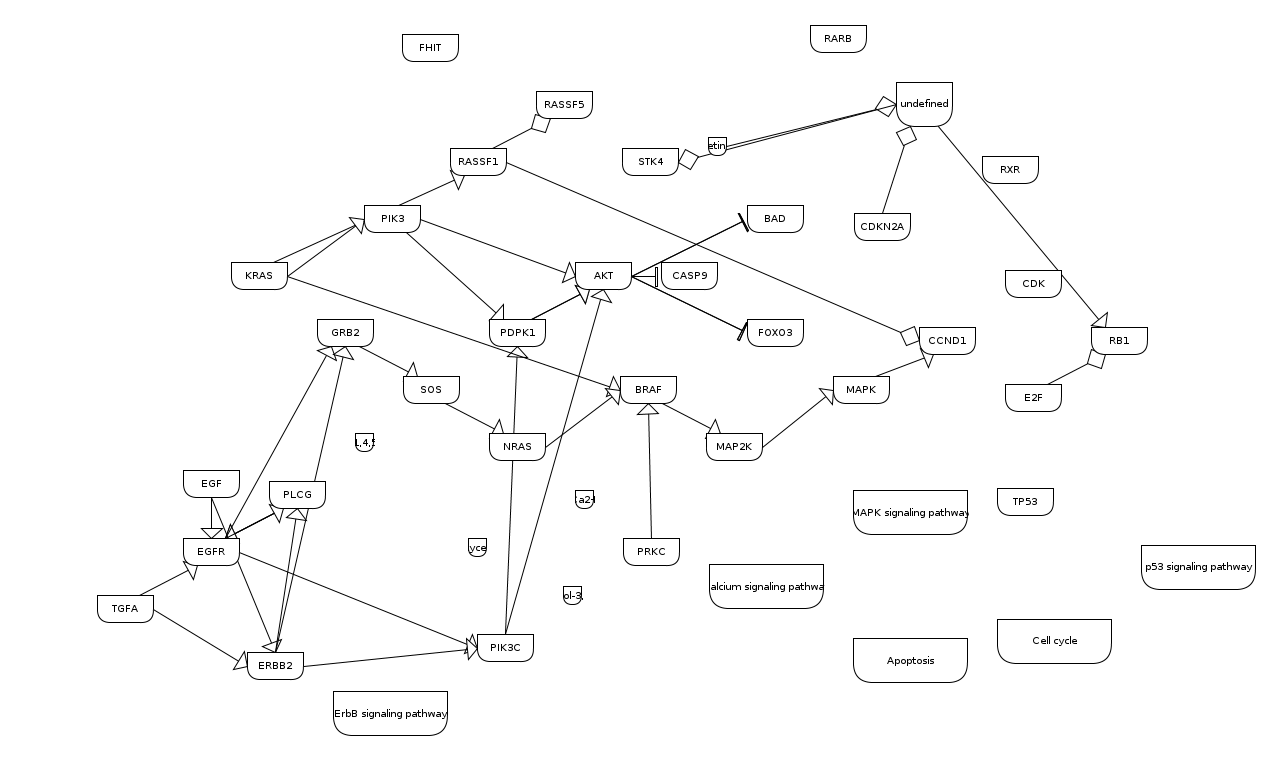 RARB
FHIT
undefined
RASSF5
etin
RASSF1
STK4
RXR
PIK3
BAD
CDKN2A
KRAS
AKT
CASP9
CDK
GRB2
PDPK1
FOXO3
CCND1
RB1
SOS
BRAF
MAPK
E2F
1,4,5
NRAS
MAP2K
EGF
PLCG
a2+
TP53
MAPK signaling pathway
yce
EGFR
PRKC
p53 signaling pathway
alcium signaling pathwa
ol-3,
TGFA
Cell cycle
PIK3C
ERBB2
Apoptosis
ErbB signaling pathway